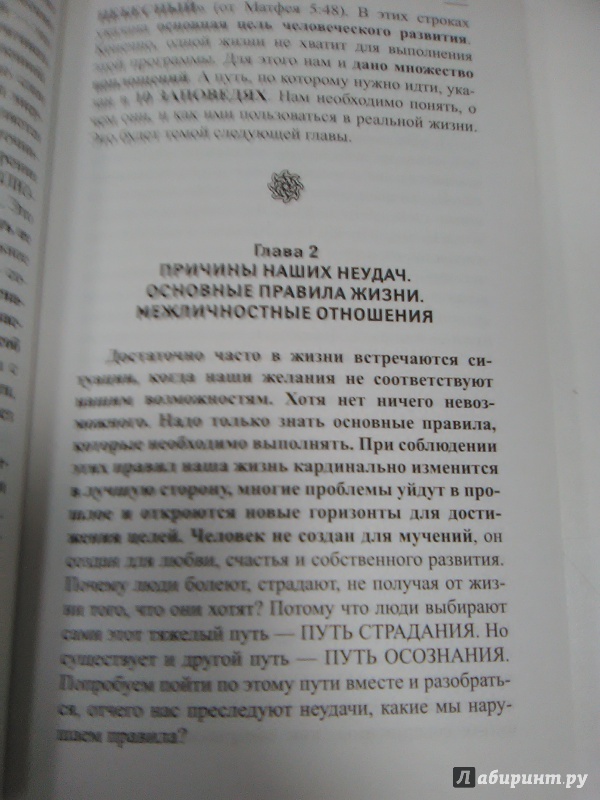 НЕБЕСНЫЙ» (от Матфея 5:48). В этих строках
указана основная цель человеческого развития.
Конечно, одной жизни не хватит для выполнения
этой программы. Для этого нам и дано множество
воплощений. А путь, по которому нужно идти, ука-
зан в 10 ЗАПОВЕДЯХ. Нам необходимо понять, о
чем они, и как ими пользоваться в реальной жизни.
Это будет темой следующей главы.
Глава 2
ПРИЧИНЫ НАШИХ НЕУДАЧ.
ОСНОВНЫЕ ПРАВИЛА ЖИЗНИ.
МЕЖЛИЧНОСТНЫЕ ОТНОШЕНИЯ
Достаточно часто в жизни встречаются си-
туации, когда наши желания не соответствуют
нашим возможностям. Хотя нет ничего невоз-
можного. Надо только знать основные правила,
которые необходимо выполнять. При соблюдении
этих правил наша жизнь кардинально изменится
в лучшую сторону, многие проблемы уйдут в про-
шлое и откроются новые горизонты для дости-
жения целей. Человек не создан для мучений, он
создан для любви, счастья и собственного развития.
Почему люди болеют, страдают, не получая от жиз-
ни того, что они хотят? Потому что люди выбирают
сами этот тяжелый путь — ПУТЬ СТРАДАНИЯ. Но
существует и другой путь — ПУТЬ ОСОЗНАНИЯ.
Попробуем пойти по этому пути вместе и разобрать-
ся, отчего нас преследуют неудачи, какие мы нару-
шаем правила?
Лабиринт.ру